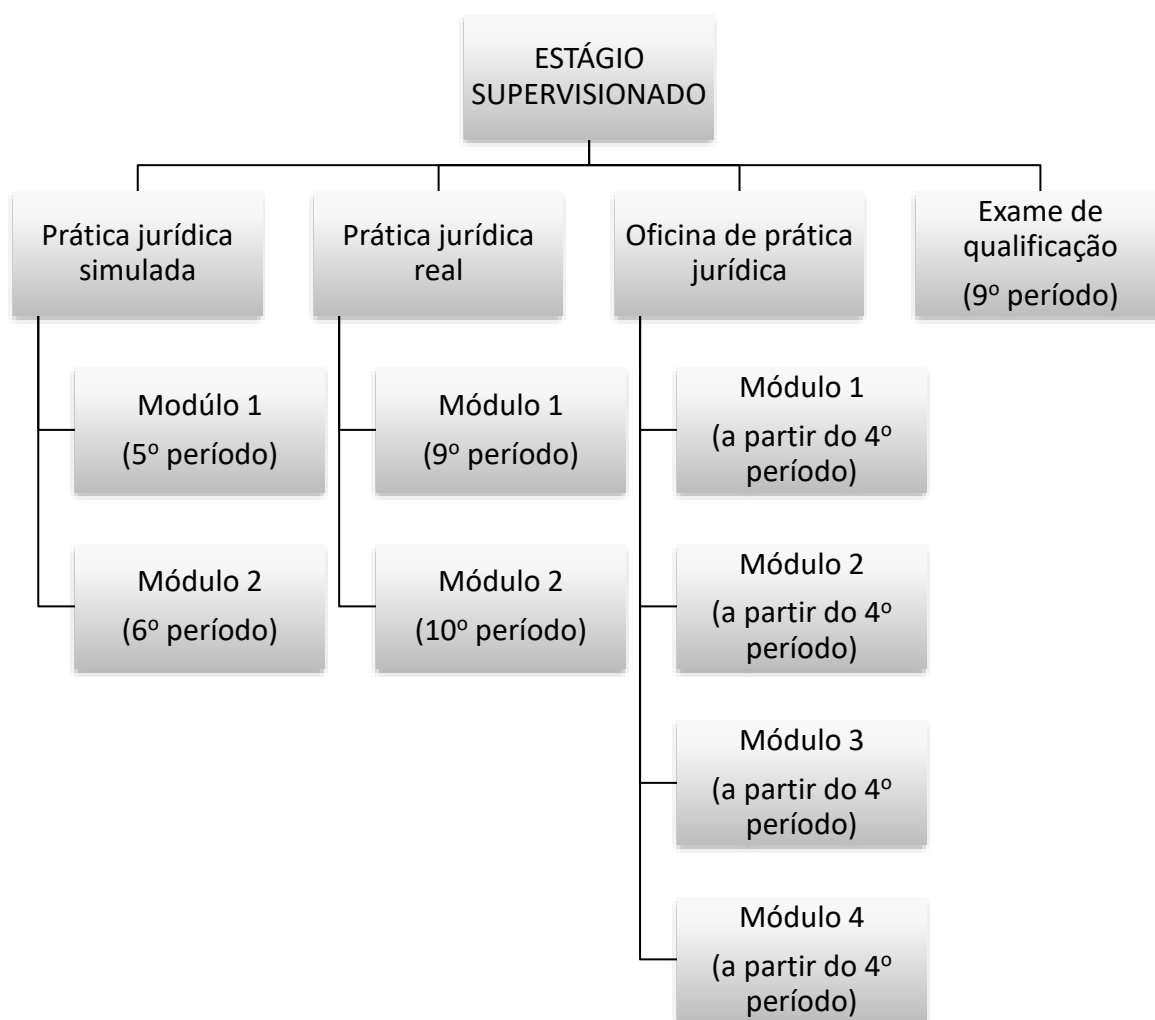 ESTÁGIO
SUPERVISIONADO
Prática jurídica
simulada
Modúlo 1
(5º período)
Módulo 2
(6º período)
Prática jurídica
real
Módulo 1
(9º período)
Módulo 2
(10º período)
Oficina de prática
jurídica
Módulo 1
(a partir do 4º
período)
Módulo 2
(a partir do 4º
período)
Módulo 3
(a partir do 4º
período)
Módulo 4
(a partir do 4º
período)
Exame de
qualificação
(9º período)